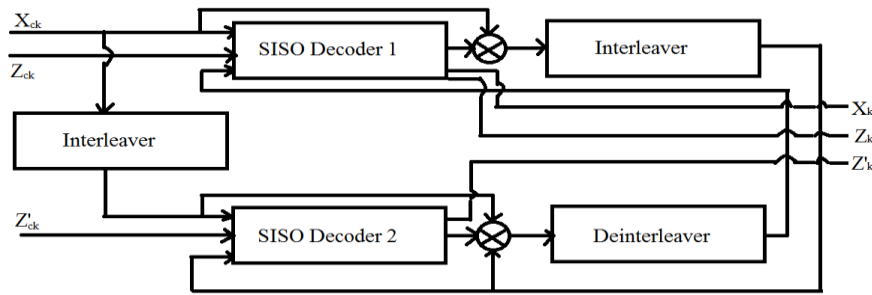 Xck
SISO Decoder 1
Interleaver
Zck
Xk
Interleaver
Zk
Z'k
Z'ck
SISO Decoder 2
Deinterleaver